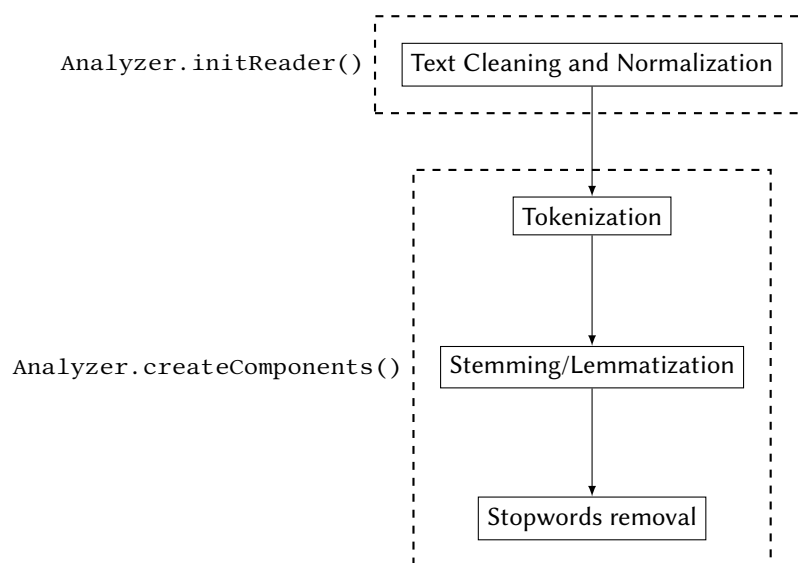 Analyzer.initReader()
Text Cleaning and Normalization
Tokenization
Analyzer.createComponents()
Stemming/Lemmatization
Stopwords removal